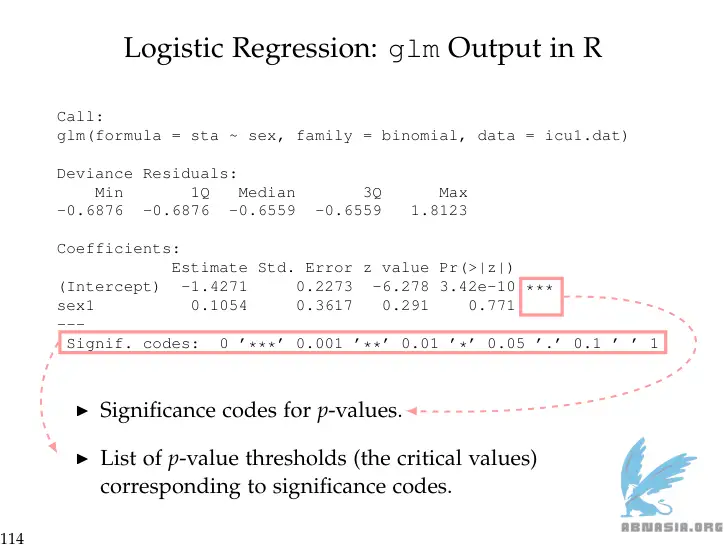 Logistic Regression: glm Output in R
Call:
glm(formula = sta ~ sex, family = binomial, data = icu1.dat)
Deviance Residuals:
Min 1Q Median 3Q Max
-0.6876 -0.6876 -0.6559 -0.6559 1.8123
Coefficients:
Estimate Std. Error z value Pr(>|z|)
(Intercept) -1.4271 0.2273 -6.278 3.42e-10 ***
sex1 0.1054 0.3617 0.291 0.771
---
Signif. codes: 0 ’***’ 0.001 ’**’ 0.01 ’*’ 0.05 ’.’ 0.1 ’ ’ 1
▶ Significance codes for p-values.
▶ List of p-value thresholds (the critical values)
corresponding to significance codes.
ABNASIA.ORG
114